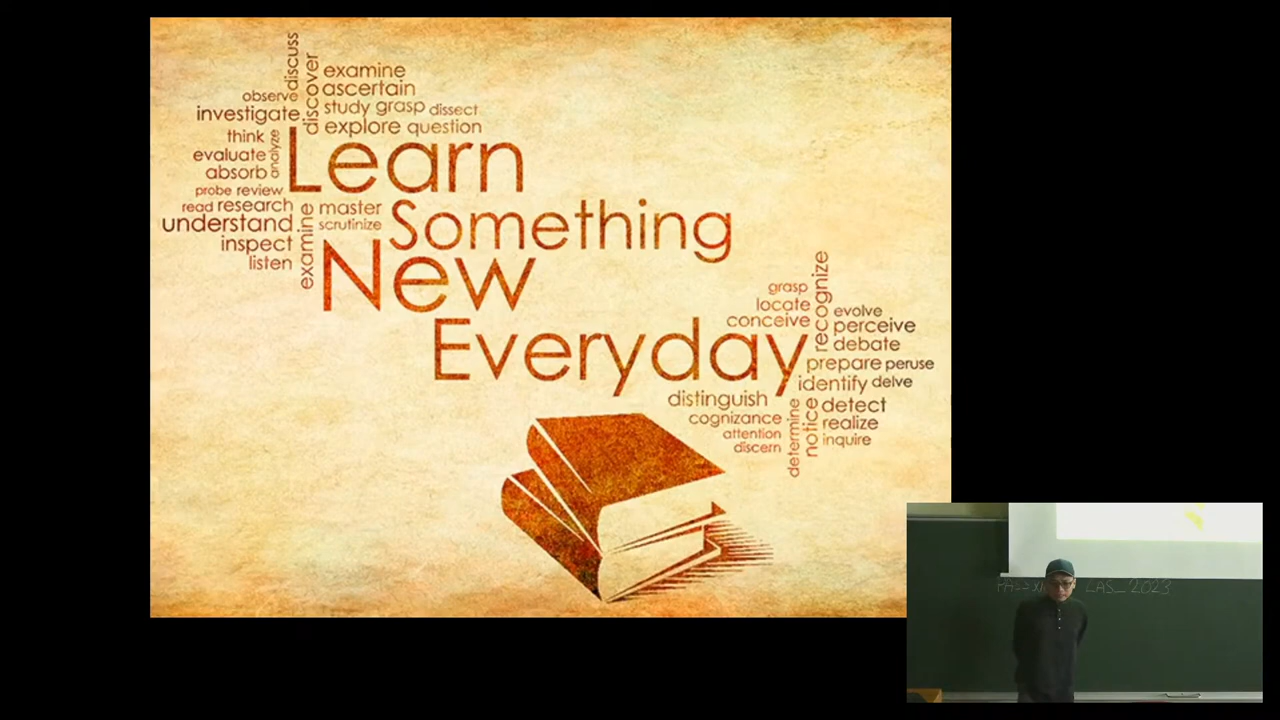 discuss
discover
examine
ascertain
observe
study grasp dissect
investigate
explore question
think
analyze
evaluate
absorb
Learn
probe review
read research
master
understand
scrutinize
Something
inspect
examine
listen
New
recognize
grasp
locate
evolve
conceive
perceive
debate
Everyday
prepare peruse
identify delve
distinguish
determine
notice
detect
cognizance
realize
attention
inquire
discern
2023